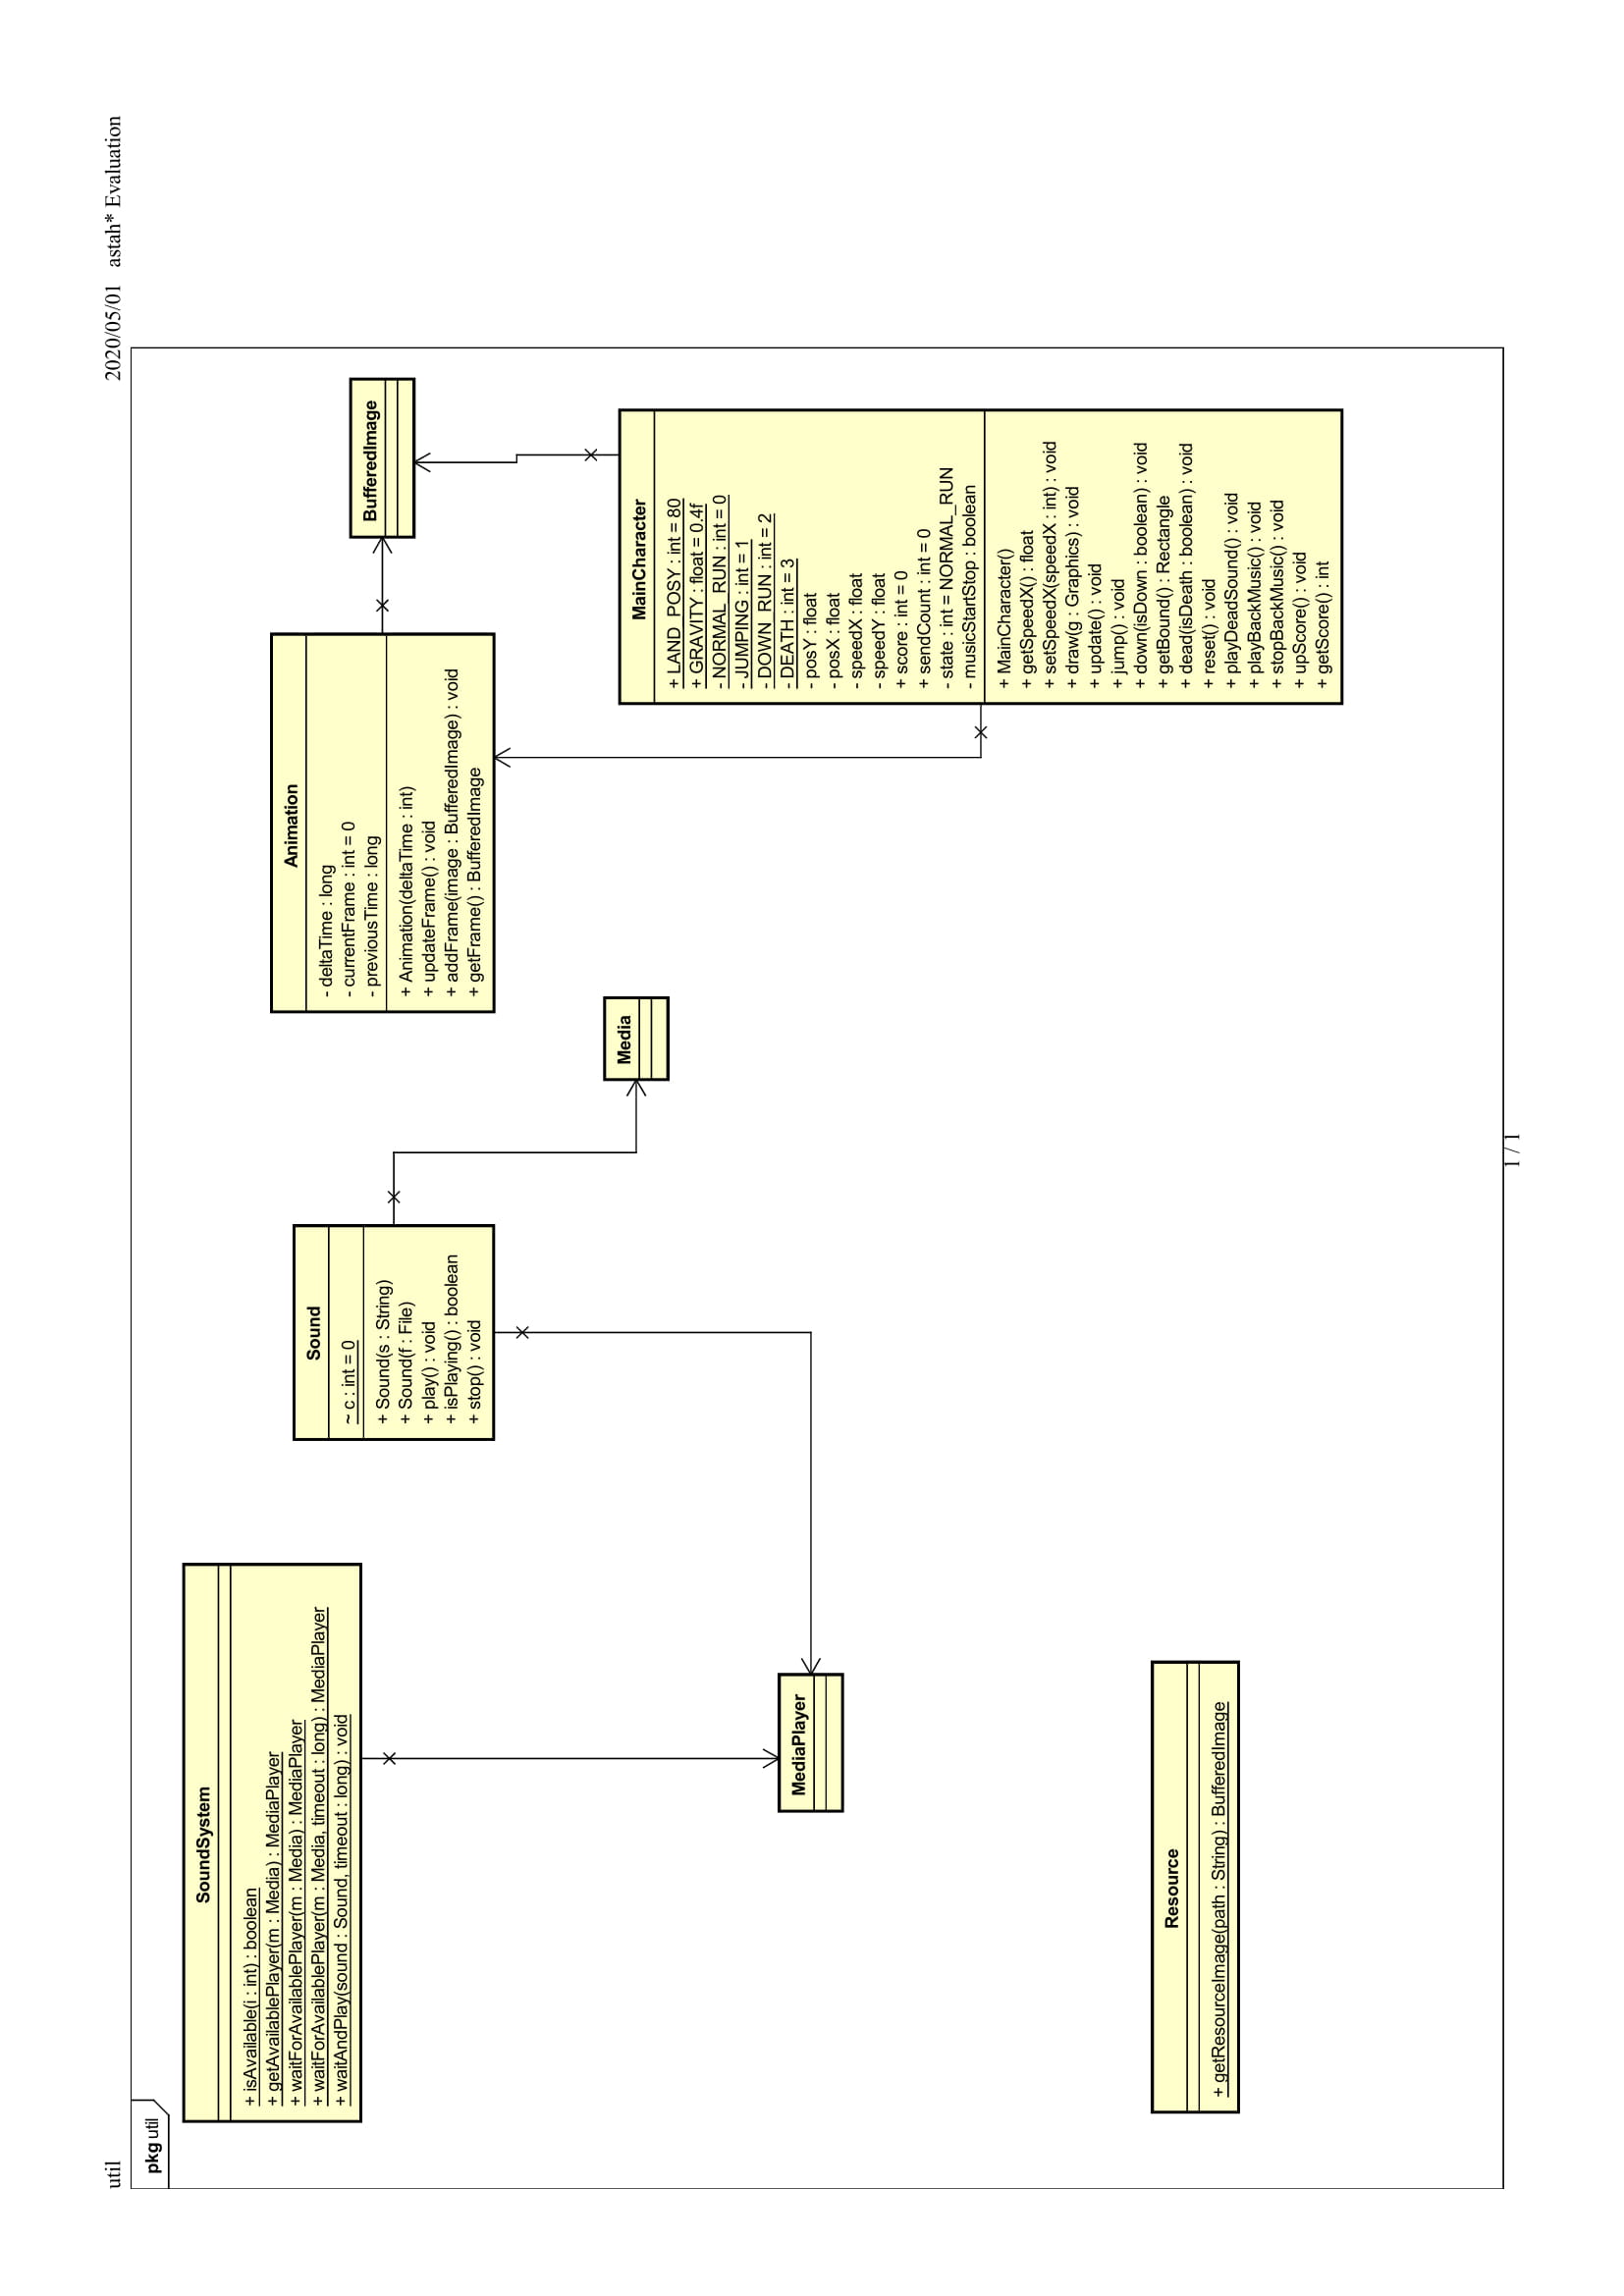 util
2020/05/01 astah* Evaluation
pkg util
SoundSystem
+ isAvailable(i : int) : boolean
+ getAvailablePlayer(m : Media) : MediaPlayer
+ waitForAvailablePlayer(m : Media) : MediaPlayer
+ waitForAvailablePlayer(m : Media, timeout : long) : MediaPlayer
+ waitAndPlay(sound : Sound, timeout : long) : void
Sound
~ c : int = 0
+ Sound(s : String)
+ Sound(f : File)
+ play() : void
+ isPlaying() : boolean
+ stop() : void
Animation
- deltaTime : long
- currentFrame : int = 0
- previousTime : long
+ Animation(deltaTime : int)
+ updateFrame() : void
+ addFrame(image : BufferedImage) : void
+ getFrame() : BufferedImage
BufferedImage
Media
MediaPlayer
MainCharacter
+ LAND_POSY : int = 80
+ GRAVITY : float = 0.4f
- NORMAL_RUN : int = 0
- JUMPING : int = 1
- DOWN_RUN : int = 2
- DEATH : int = 3
- posY : float
- posX : float
- speedX : float
- speedY : float
+ score : int = 0
+ sendCount : int = 0
- state : int = NORMAL_RUN
- musicStartStop : boolean
+ MainCharacter()
+ getSpeedX() : float
+ setSpeedX(speedX : int) : void
+ draw(g : Graphics) : void
+ update() : void
+ jump() : void
+ down(isDown : boolean) : void
+ getBound() : Rectangle
+ dead(isDeath : boolean) : void
+ reset() : void
+ playDeadSound() : void
+ playBackMusic() : void
+ stopBackMusic() : void
+ upScore() : void
+ getScore() : int
Resource
+ getResourceImage(path : String) : BufferedImage
1 / 1